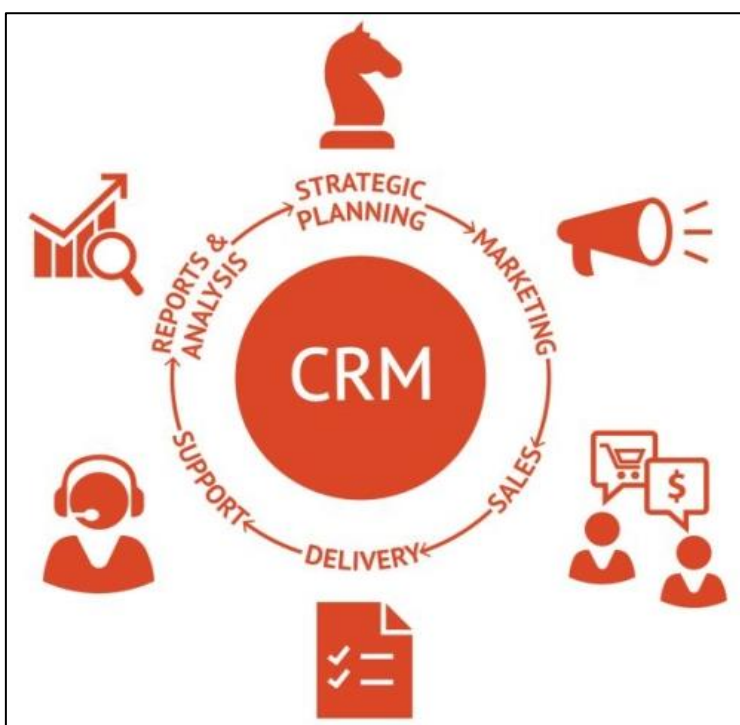 STRATEGIC
PLANNING
MARKETING
SALES
DELIVERY
SUPPORT
REPORTS &
ANALYSIS
CRM
$